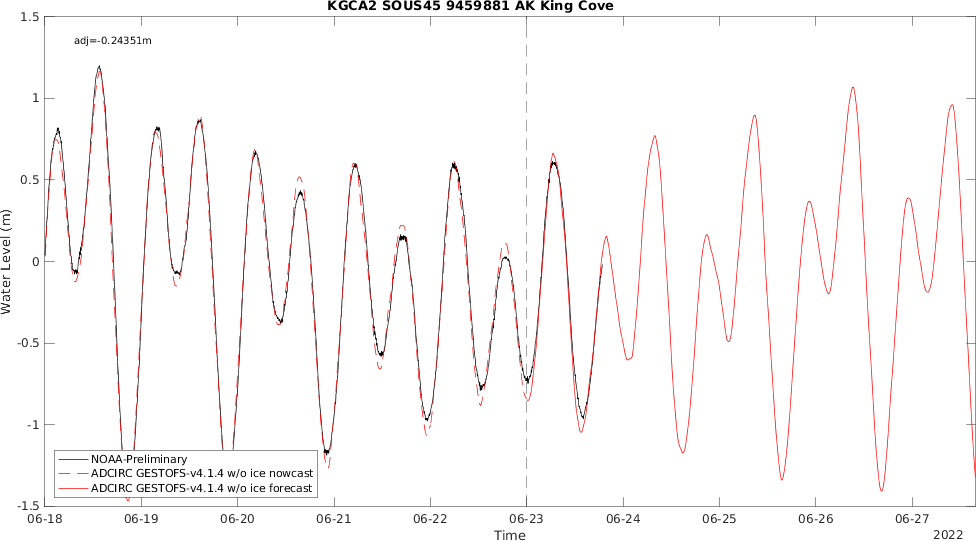 KGCA2 SOUS45 9459881 AK King Cove
adj=-0.24351m
Water Level (m)
1.5
1
0.5
0
-0.5
-1
-1.5
NOAA-Preliminary
ADCIRC GESTOFS-v4.1.4 w/o ice nowcast
ADCIRC GESTOFS-v4.1.4 w/o ice forecast
06-18 06-19 06-20 06-21 06-22 06-23 06-24 06-25 06-26 06-27
Time
2022